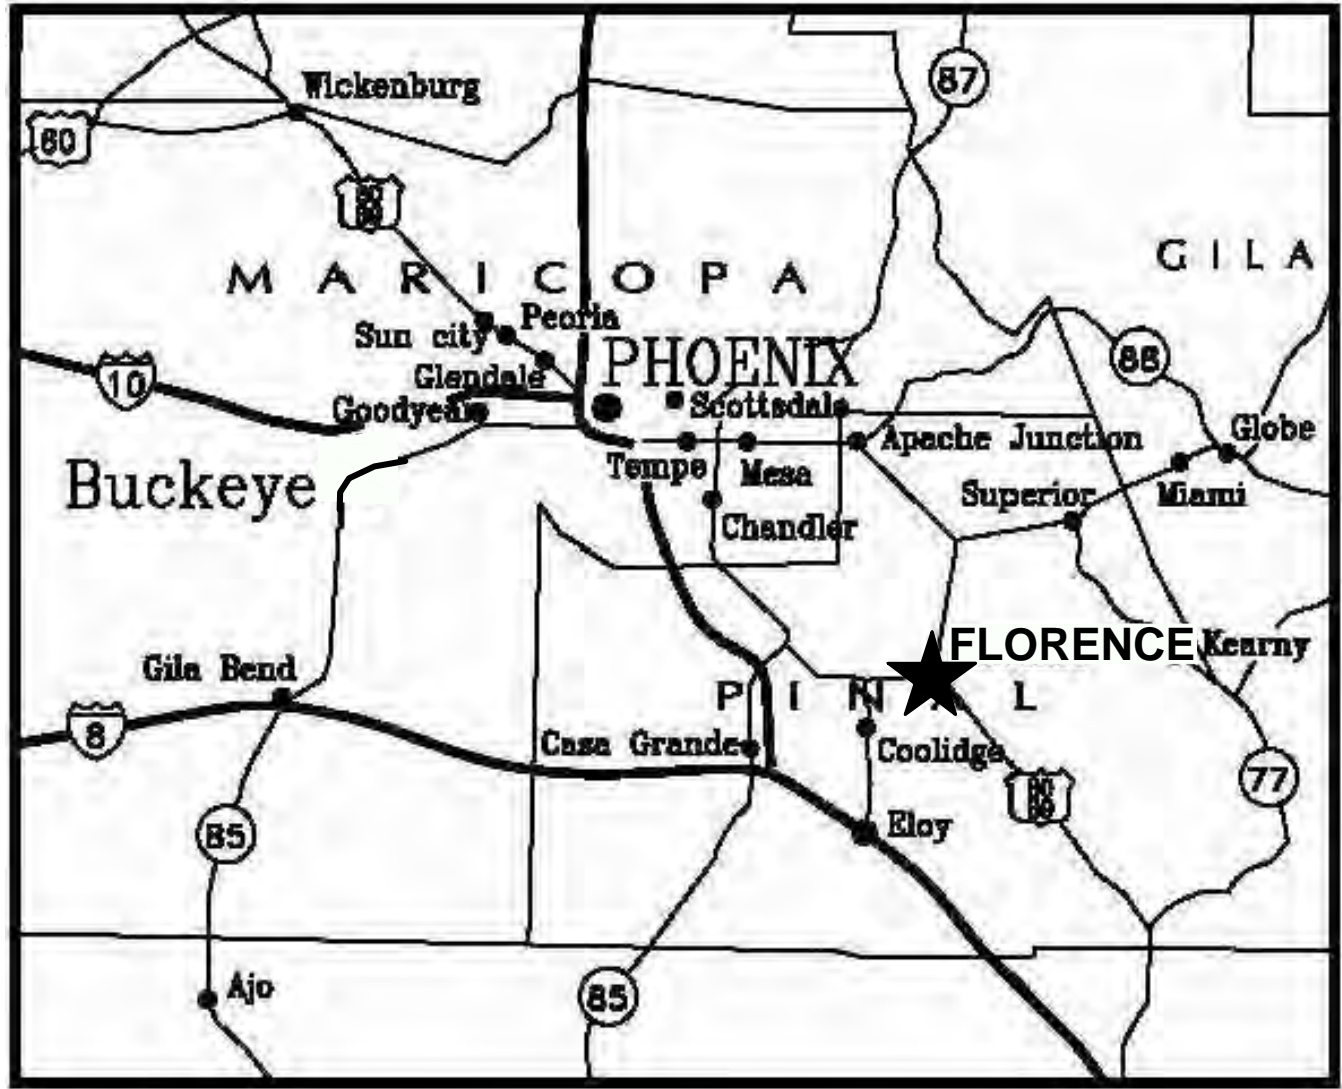 87
Wickenburg
60
GILA
MARICOPA
Peoria
Sun city
PHOENIX
88
10
Glendale
Goodyear
Scottsdale
Globe
Apache Junction
Tempe
Mesa
Buckeye
Superior
Miami
Chandler
FLORENCE
Kearny
Gila Bend
PINAL
8
Casa Grande
Coolidge
77
85
Eloy
Ajo
85